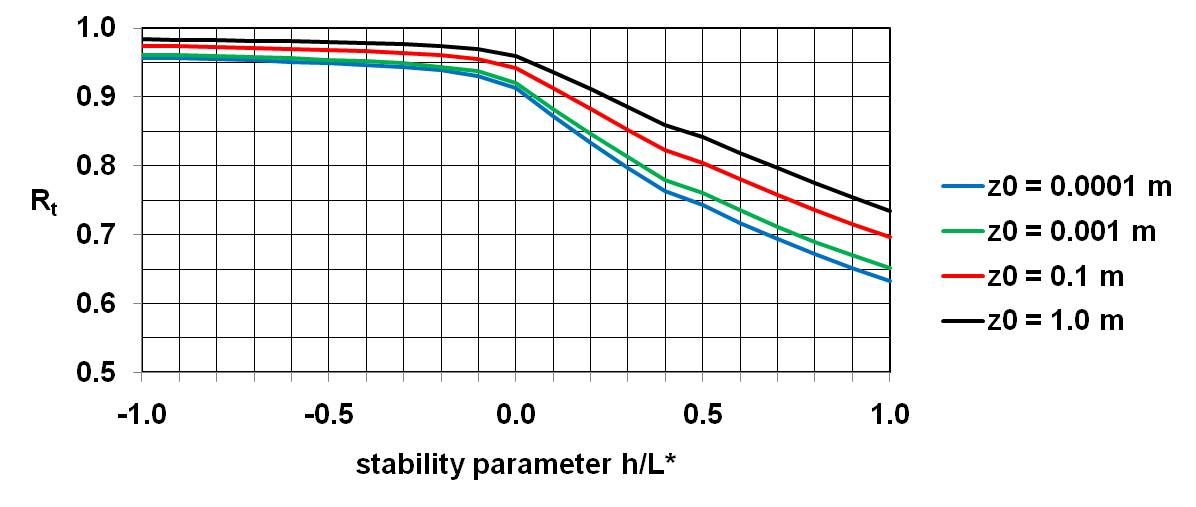 1.0
0.9
0.8
0.7
0.6
0.5
Rt
-1.0 -0.5 0.0 0.5 1.0
stability parameter h/L*
z0 = 0.0001 m
z0 = 0.001 m
z0 = 0.1 m
z0 = 1.0 m